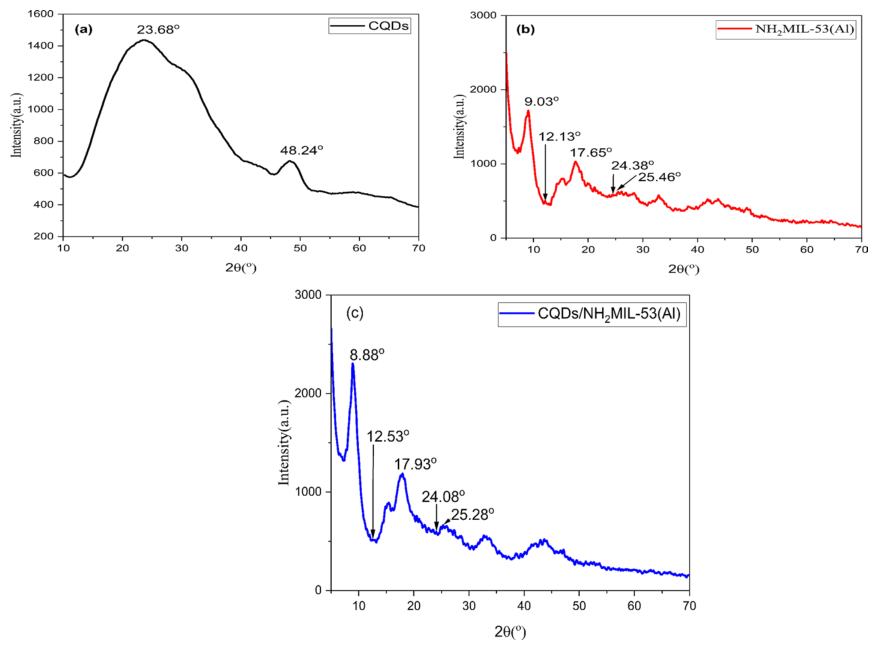 (a)
CQDs
23.68°
48.24°
Intensity(a.u.)
1600
1400
1200
1000
800
600
400
200
10 20 30 40 50 60 70
2θ(°)
(b)
NH₂MIL-53(Al)
9.03°
12.13°
17.65°
24.38°
25.46°
Intensity(a.u.)
3000
2000
1000
0
10 20 30 40 50 60 70
2θ(°)
(c)
CQDs/NH₂MIL-53(Al)
8.88°
12.53°
17.93°
24.08°
25.28°
Intensity(a.u.)
3000
2000
1000
0
10 20 30 40 50 60 70
2θ(°)